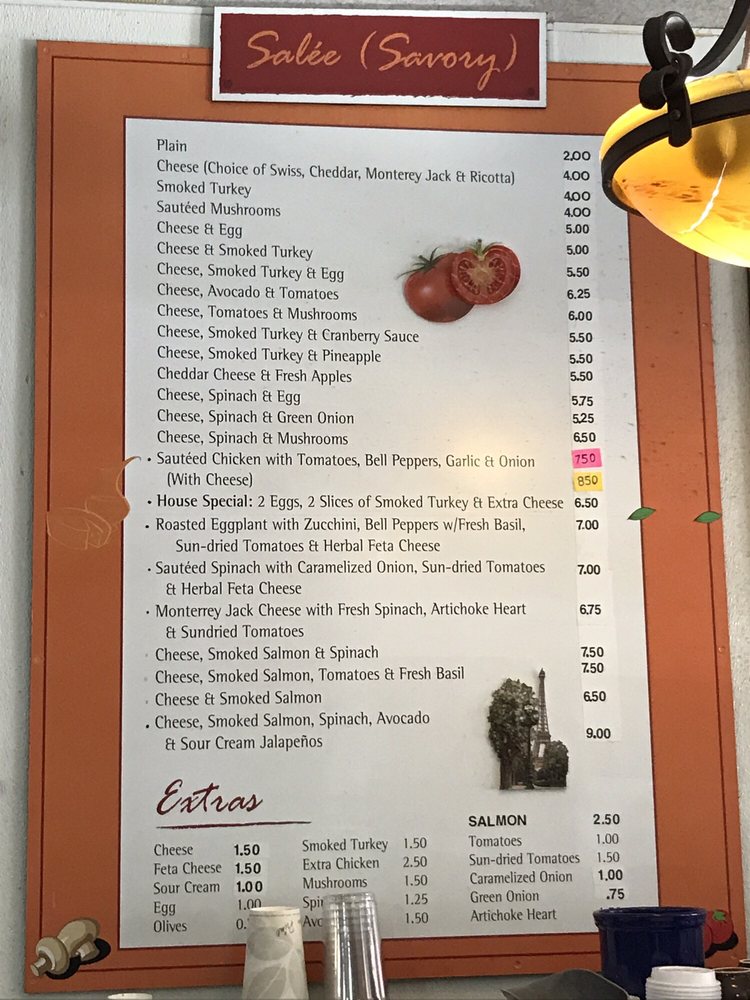 Salée (Savory)
Plain 2.00
Cheese (Choice of Swiss, Cheddar, Monterey Jack & Ricotta) 4.00
Smoked Turkey 4.00
Sautéed Mushrooms 4.00
Cheese & Egg 5.00
Cheese & Smoked Turkey 5.00
Cheese, Smoked Turkey & Egg 5.50
Cheese, Avocado & Tomatoes 6.25
Cheese, Tomatoes & Mushrooms 6.00
Cheese, Smoked Turkey & Cranberry Sauce 5.50
Cheese, Smoked Turkey & Pineapple 5.50
Cheddar Cheese & Fresh Apples 5.50
Cheese, Spinach & Egg 5.75
Cheese, Spinach & Green Onion 5.25
Cheese, Spinach & Mushrooms 6.50
· Sautéed Chicken with Tomatoes, Bell Peppers, Garlic & Onion 750
(With Cheese) 850
· House Special: 2 Eggs, 2 Slices of Smoked Turkey & Extra Cheese 6.50
· Roasted Eggplant with Zucchini, Bell Peppers w/Fresh Basil, 7.00
Sun-dried Tomatoes & Herbal Feta Cheese
· Sautéed Spinach with Caramelized Onion, Sun-dried Tomatoes 7.00
& Herbal Feta Cheese
· Monterrey Jack Cheese with Fresh Spinach, Artichoke Heart 6.75
& Sundried Tomatoes
· Cheese, Smoked Salmon & Spinach 7.50
· Cheese, Smoked Salmon, Tomatoes & Fresh Basil 7.50
· Cheese & Smoked Salmon 6.50
· Cheese, Smoked Salmon, Spinach, Avocado 9.00
& Sour Cream Jalapeños
Extras
Cheese 1.50
Feta Cheese 1.50
Sour Cream 1.00
Egg 1.00
Olives
Smoked Turkey 1.50
Extra Chicken 2.50
Mushrooms 1.50
1.25
1.50
SALMON 2.50
Tomatoes 1.00
Sun-dried Tomatoes 1.50
Caramelized Onion 1.00
Green Onion .75
Artichoke Heart